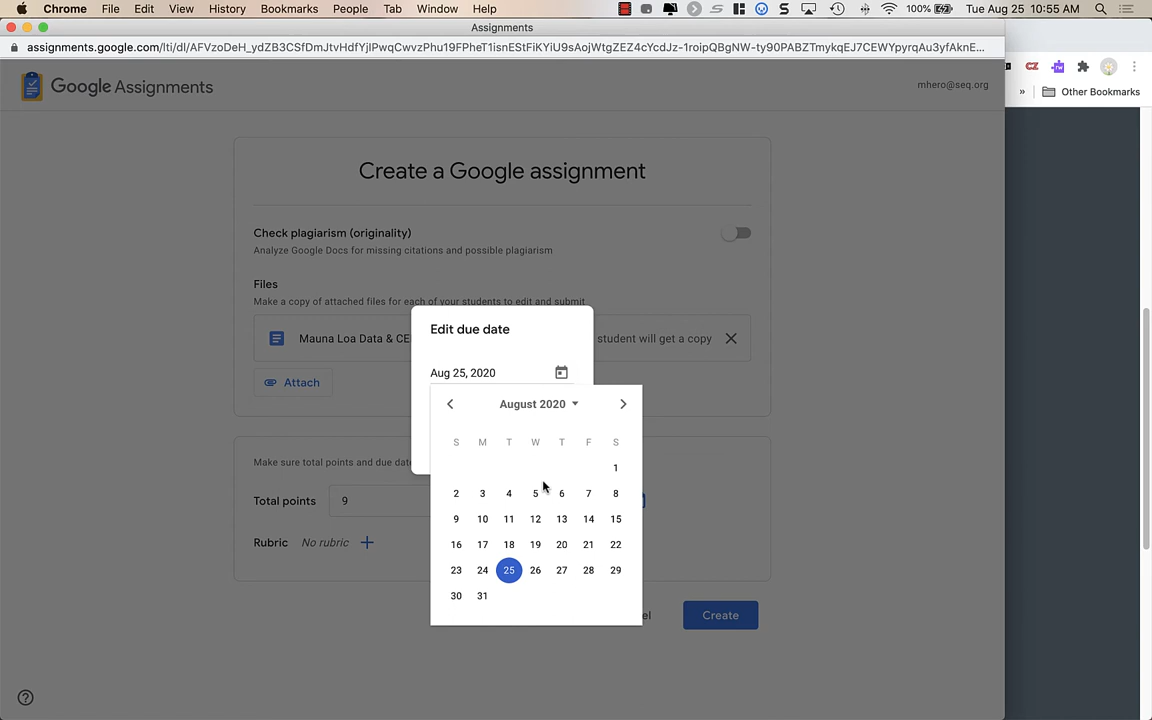 Chrome File Edit View History Bookmarks People Tab Window Help 100% Tue Aug 25 10:55 AM
Assignments
assignments.google.com/lti/dl/
Other Bookmarks
Google Assignments
mhero@seq.org
Create a Google assignment
Check plagiarism (originality)
Analyze Google Docs for missing citations and possible plagiarism
Files
Make a copy of attached files for each of your students to edit and submit
Edit due date
Mauna Loa Data & CE student will get a copy
Aug 25, 2020
Attach
August 2020
S M T W T F S
1
2 3 4 5 6 7 8
9 10 11 12 13 14 15
16 17 18 19 20 21 22
23 24 25 26 27 28 29
30 31
Make sure total points and due date
Total points 9
Rubric No rubric
Create